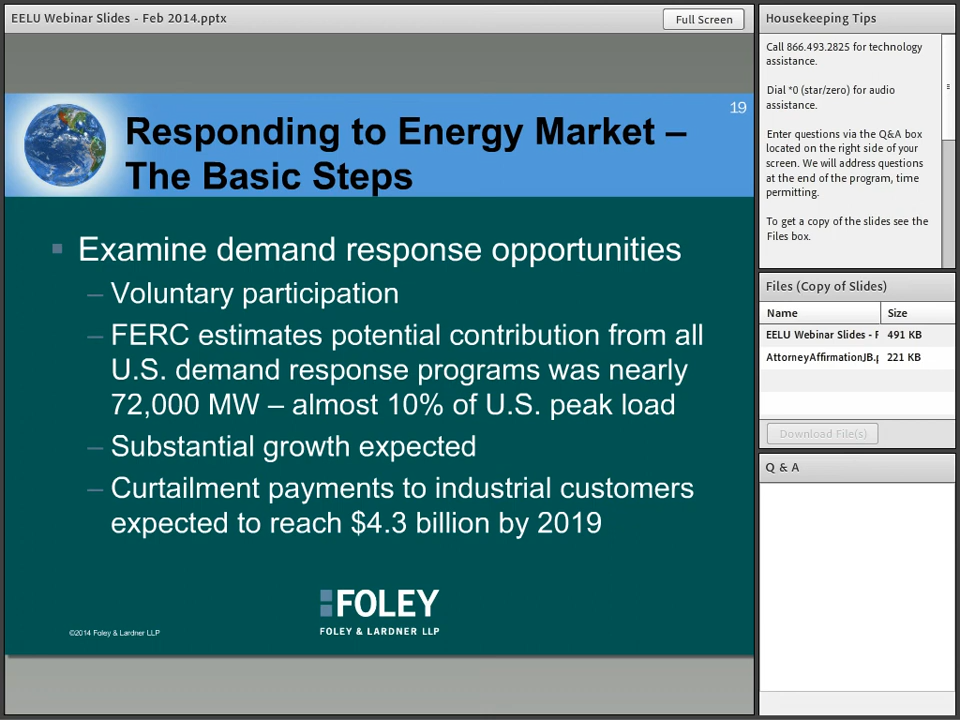 EELU Webinar Slides - Feb 2014.pptx
Full Screen
19
Responding to Energy Market –
The Basic Steps
Examine demand response opportunities
– Voluntary participation
– FERC estimates potential contribution from all
U.S. demand response programs was nearly
72,000 MW – almost 10% of U.S. peak load
– Substantial growth expected
– Curtailment payments to industrial customers
expected to reach $4.3 billion by 2019
FOLEY
FOLEY & LARDNER LLP
©2014 Foley & Lardner LLP
Housekeeping Tips
Call 866.493.2825 for technology
assistance.
Dial *0 (star/zero) for audio
assistance.
Enter questions via the Q&A box
located on the right side of your
screen. We will address questions
at the end of the program, time
permitting.
To get a copy of the slides see the
Files box.
Files (Copy of Slides)
Name Size
EELU Webinar Slides - F 491 KB
AttorneyAffirmationJB.p 221 KB
Download File(s)
Q & A